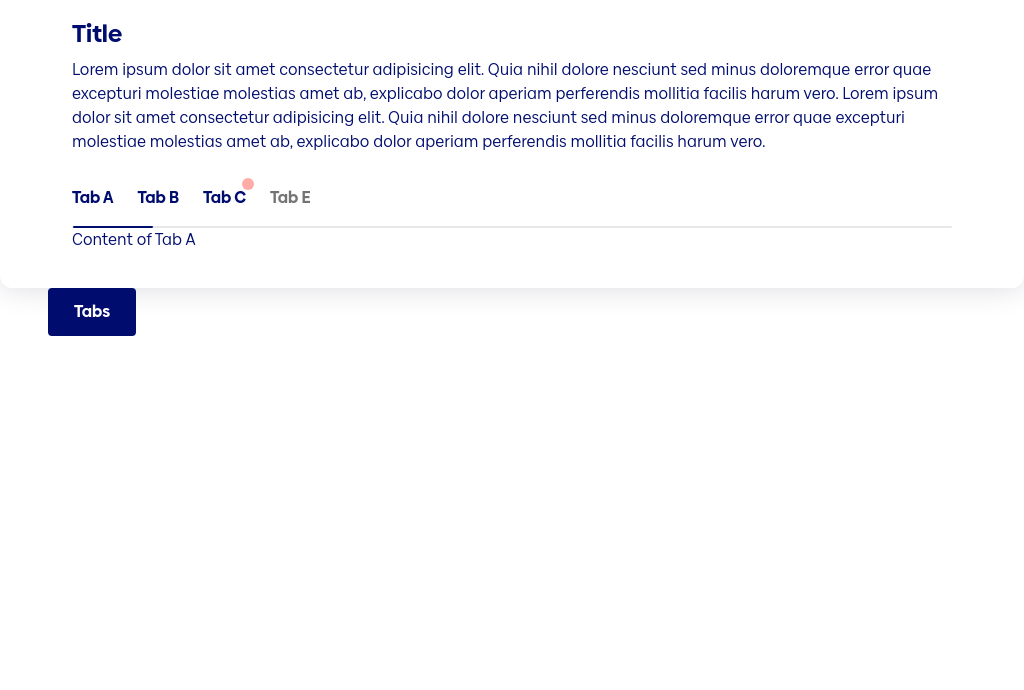 Title
Lorem ipsum dolor sit amet consectetur adipisicing elit. Quia nihil dolore nesciunt sed minus doloremque error quae
excepturi molestiae molestias amet ab, explicabo dolor aperiam perferendis mollitia facilis harum vero. Lorem ipsum
dolor sit amet consectetur adipisicing elit. Quia nihil dolore nesciunt sed minus doloremque error quae excepturi
molestiae molestias amet ab, explicabo dolor aperiam perferendis mollitia facilis harum vero.
Tab A Tab B Tab C Tab E
Content of Tab A
Tabs